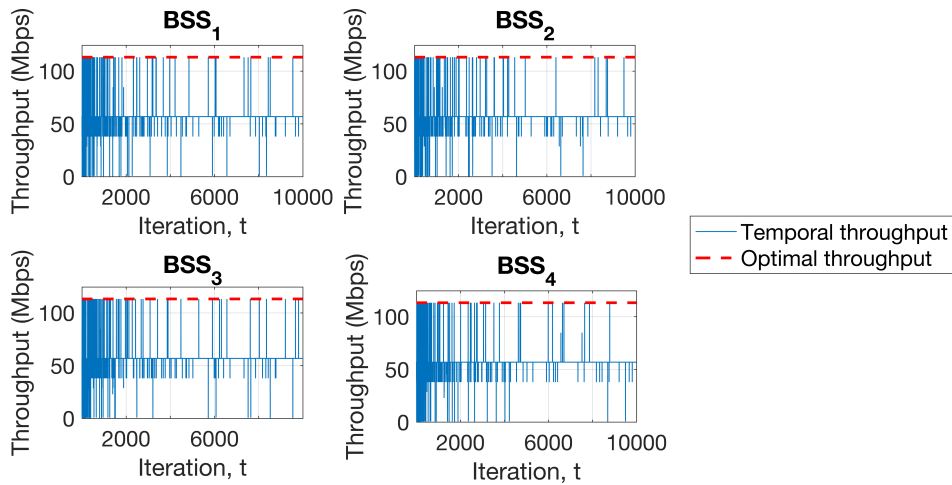 BSS1
Throughput (Mbps)
100
50
0
2000 6000 10000
Iteration, t
BSS2
Throughput (Mbps)
100
50
0
2000 6000 10000
Iteration, t
Temporal throughput
Optimal throughput
BSS3
Throughput (Mbps)
100
50
0
2000 6000
Iteration, t
BSS4
Throughput (Mbps)
100
50
0
2000 6000 10000
Iteration, t